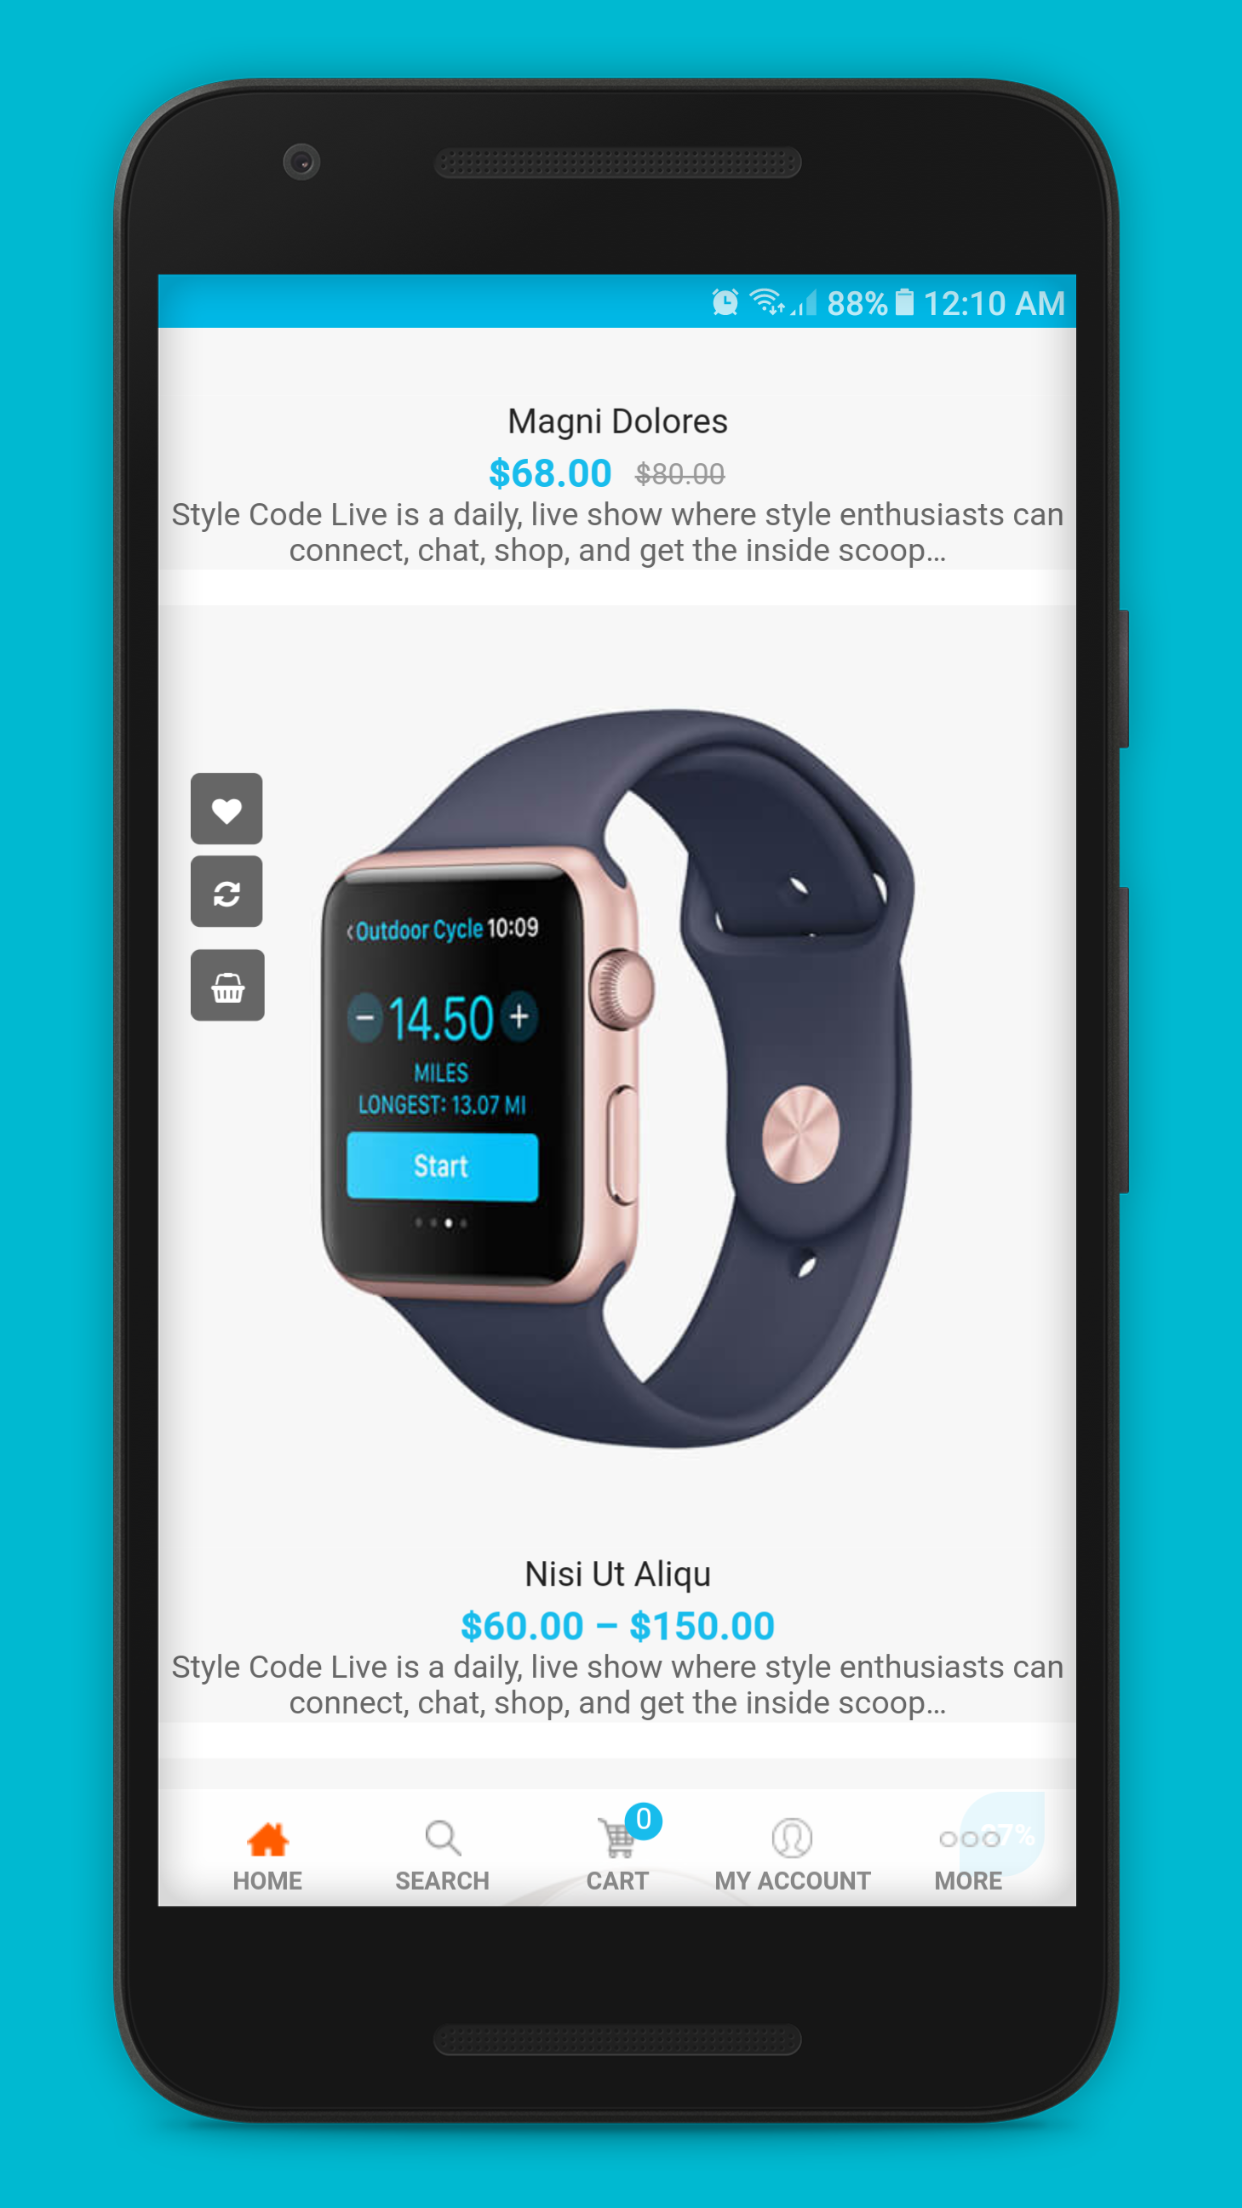 88% 12:10 AM
Magni Dolores
$68.00 $80.00
Style Code Live is a daily, live show where style enthusiasts can
connect, chat, shop, and get the inside scoop...
<Outdoor Cycle 10:09
− 14.50 +
MILES
LONGEST: 13.07 MI
Start
Nisi Ut Aliqu
$60.00 – $150.00
Style Code Live is a daily, live show where style enthusiasts can
connect, chat, shop, and get the inside scoop...
0
HOME SEARCH CART MY ACCOUNT MORE